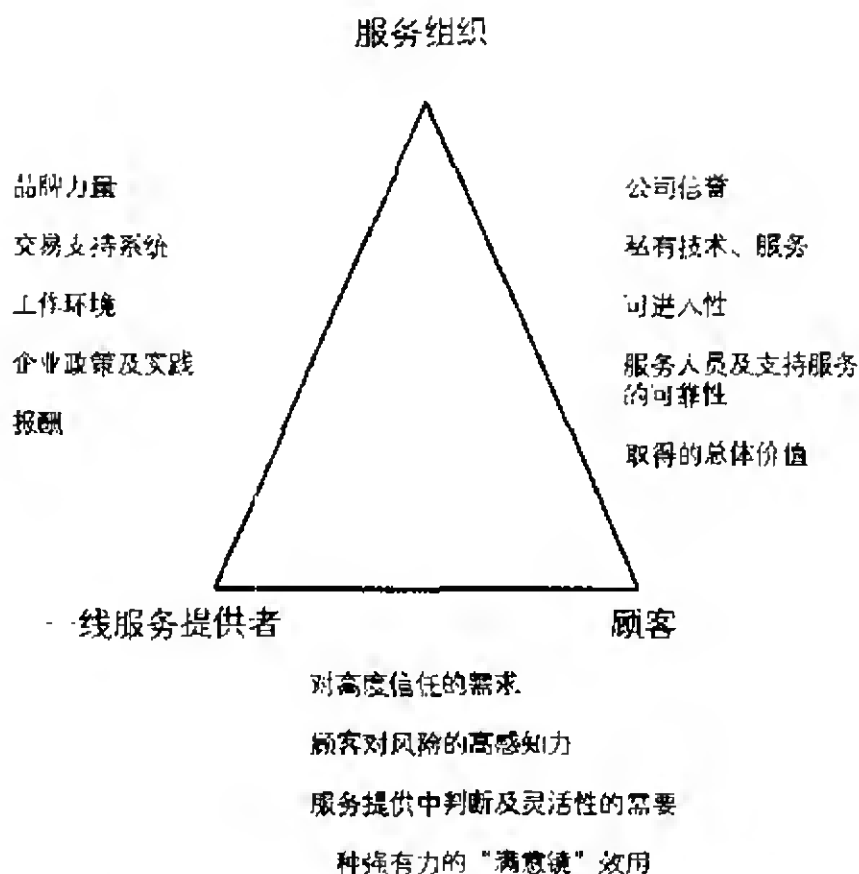 服务组织
品牌力量
交易支持系统
工作环境
企业政策及实践
报酬
公司信誉
私有技术、服务
可进入性
服务人员及支持服务
的可靠性
取得的总体价值
一线服务提供者
顾客
对高度信任的需求
顾客对风险的高感知力
服务提供中判断及灵活性的需要
种强有力的“满意镜”效用